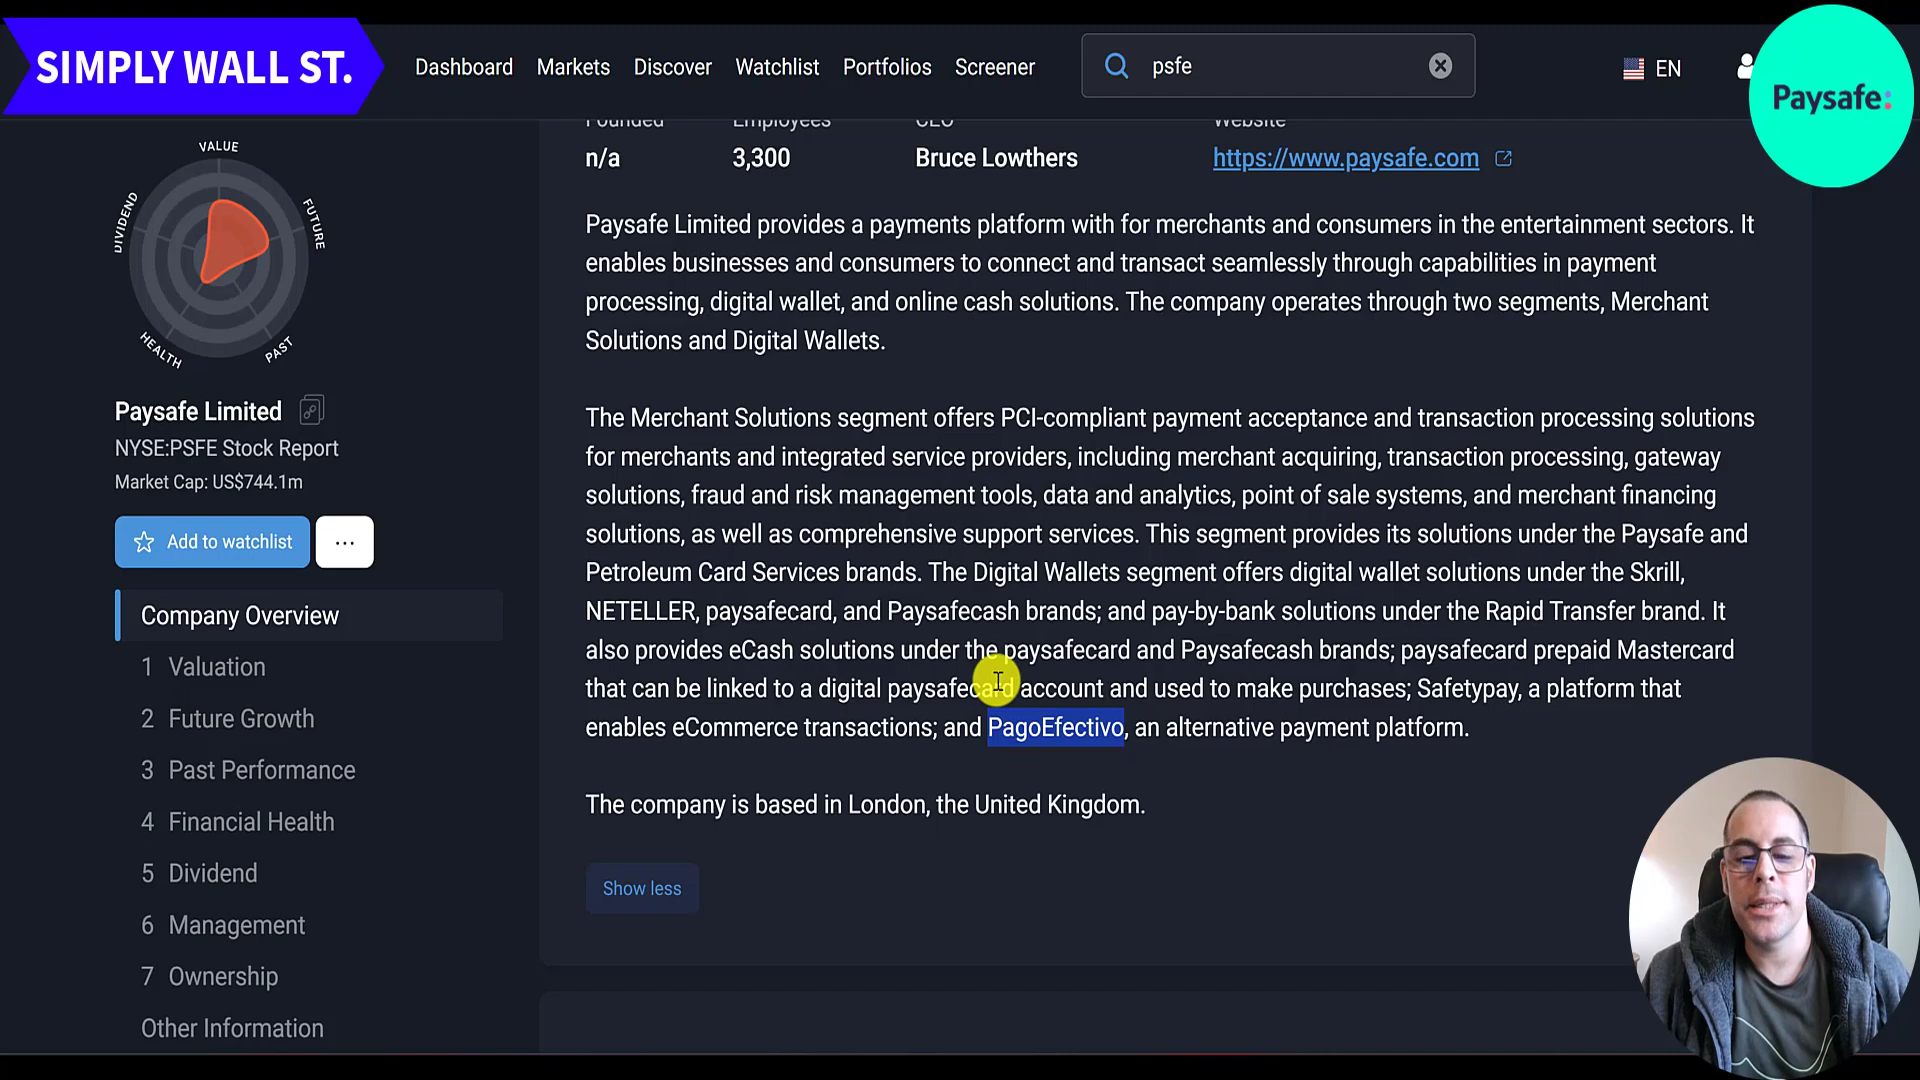 SIMPLY WALL ST.
Dashboard Markets Discover Watchlist Portfolios Screener
psfe
EN
Paysafe:
VALUE
FUTURE
PAST
HEALTH
DIVIDEND
Paysafe Limited
NYSE:PSFE Stock Report
Market Cap: US$744.1m
Add to watchlist
...
Company Overview
1 Valuation
2 Future Growth
3 Past Performance
4 Financial Health
5 Dividend
6 Management
7 Ownership
Other Information
Founded Employees CEO Website
n/a 3,300 Bruce Lowthers https://www.paysafe.com
Paysafe Limited provides a payments platform with for merchants and consumers in the entertainment sectors. It
enables businesses and consumers to connect and transact seamlessly through capabilities in payment
processing, digital wallet, and online cash solutions. The company operates through two segments, Merchant
Solutions and Digital Wallets.
The Merchant Solutions segment offers PCI-compliant payment acceptance and transaction processing solutions
for merchants and integrated service providers, including merchant acquiring, transaction processing, gateway
solutions, fraud and risk management tools, data and analytics, point of sale systems, and merchant financing
solutions, as well as comprehensive support services. This segment provides its solutions under the Paysafe and
Petroleum Card Services brands. The Digital Wallets segment offers digital wallet solutions under the Skrill,
NETELLER, paysafecard, and Paysafecash brands; and pay-by-bank solutions under the Rapid Transfer brand. It
also provides eCash solutions under the paysafecard and Paysafecash brands; paysafecard prepaid Mastercard
that can be linked to a digital paysafecard account and used to make purchases; Safetypay, a platform that
enables eCommerce transactions; and PagoEfectivo, an alternative payment platform.
The company is based in London, the United Kingdom.
Show less